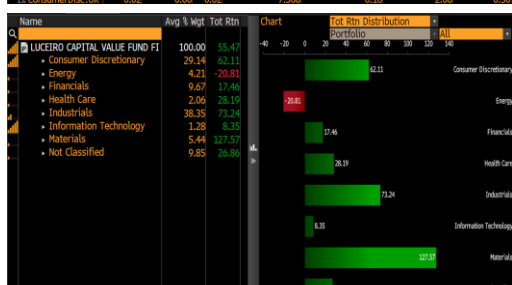 Name Avg % Wgt Tot Rtn
LUCEIRO CAPITAL VALUE FUND FI 100.00 55.47
Consumer Discretionary 29.14 62.11
Energy 4.21 -20.81
Financials 9.67 17.46
Health Care 2.06 28.19
Industrials 38.35 73.24
Information Technology 1.28 8.35
Materials 5.44 127.57
Not Classified 9.85 26.86
Chart Tot Rtn Distribution
Portfolio All
-40 -20 0 20 40 60 80 100 120 140
62.11 Consumer Discretionary
-20.81 Energy
17.46 Financials
28.19 Health Care
73.24 Industrials
8.35 Information Technology
127.57 Materials